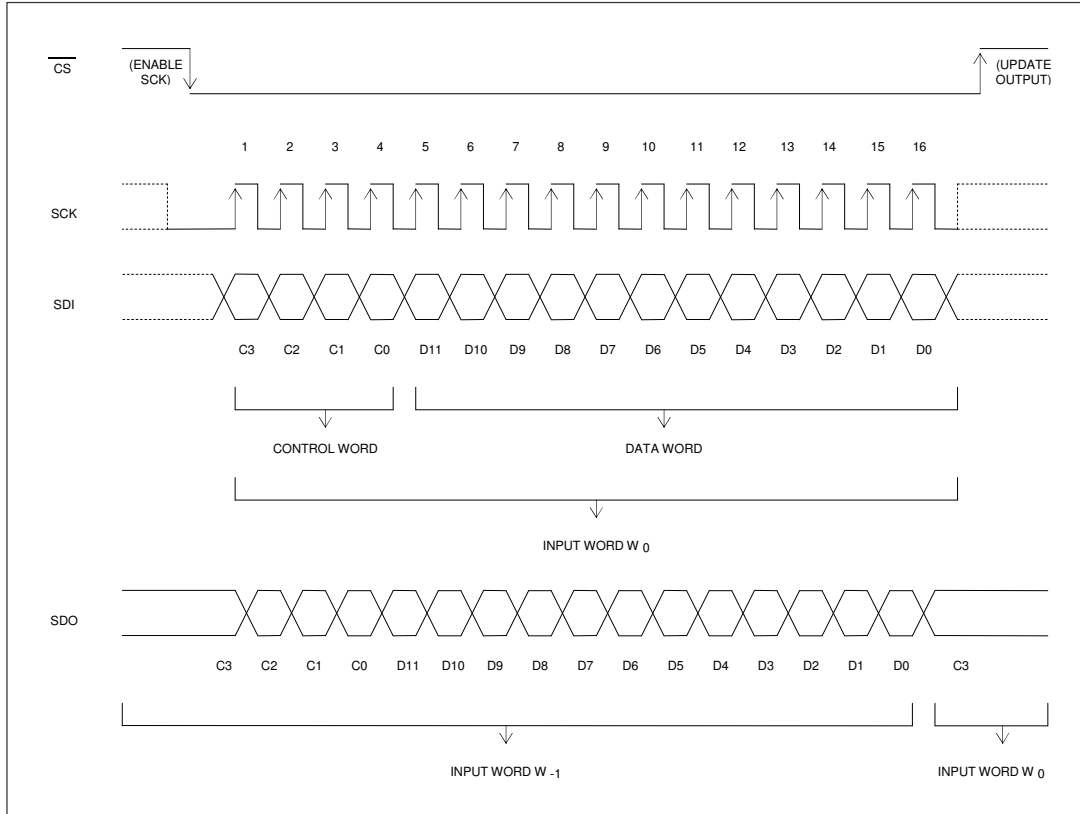 CS
(ENABLE
SCK)
(UPDATE
OUTPUT)
1 2 3 4 5 6 7 8 9 10 11 12 13 14 15 16
SCK
SDI
C3 C2 C1 C0 D11 D10 D9 D8 D7 D6 D5 D4 D3 D2 D1 D0
CONTROL WORD DATA WORD
INPUT WORD W 0
SDO
C3 C2 C1 C0 D11 D10 D9 D8 D7 D6 D5 D4 D3 D2 D1 D0 C3
INPUT WORD W -1 INPUT WORD W 0